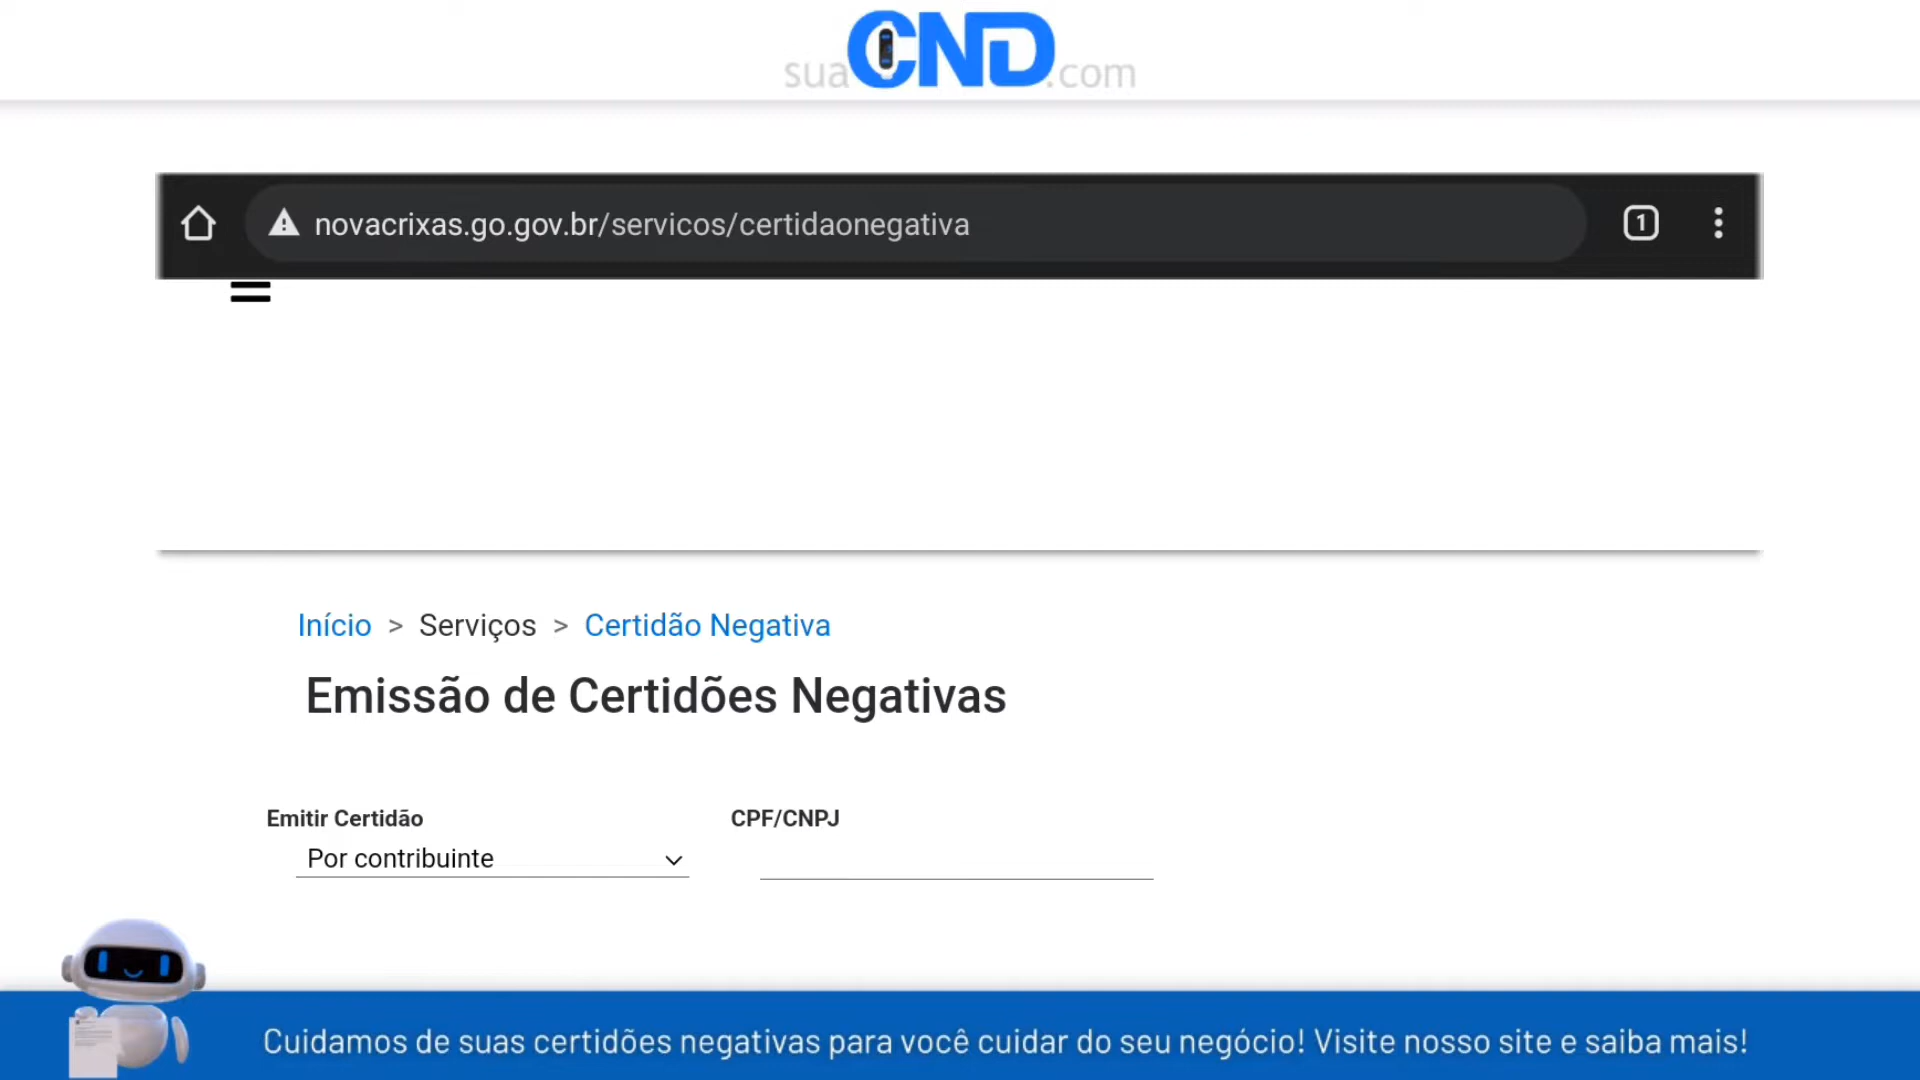 suaCND.com
novacrixas.go.gov.br/servicos/certidaonegativa
1
Início > Serviços > Certidão Negativa
Emissão de Certidões Negativas
Emitir Certidão
CPF/CNPJ
Por contribuinte
Cuidamos de suas certidões negativas para você cuidar do seu negócio! Visite nosso site e saiba mais!